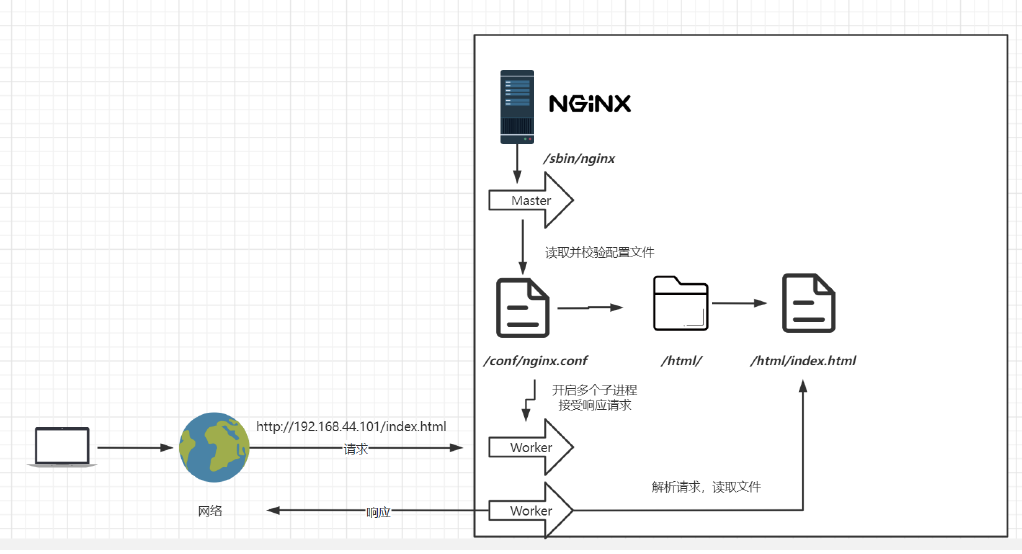 NGiNX
/sbin/nginx
Master
读取并校验配置文件
/conf/nginx.conf
/html/
/html/index.html
开启多个子进程
接受响应请求
http://192.168.44.101/index.html
请求
Worker
解析请求，读取文件
网络
响应
Worker